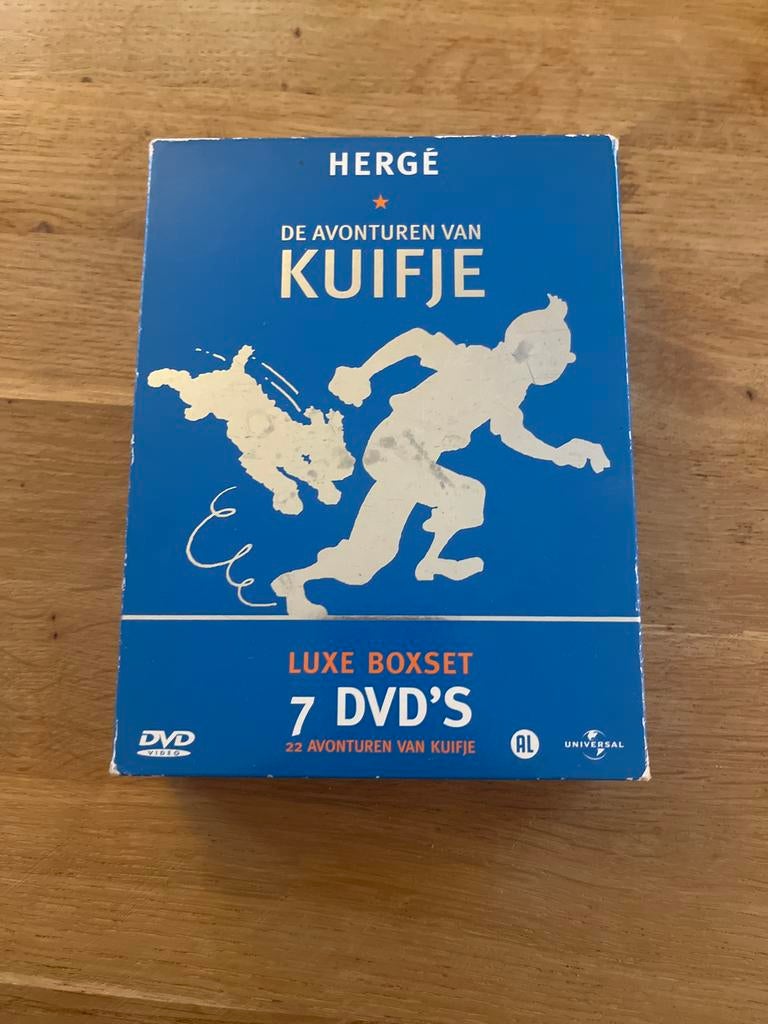 HERGÉ
DE AVONTUREN VAN
KUIFJE
LUXE BOXSET
7 DVD'S
22 AVONTUREN VAN KUIFJE
DVD
VIDEO
AL
UNIVERSAL